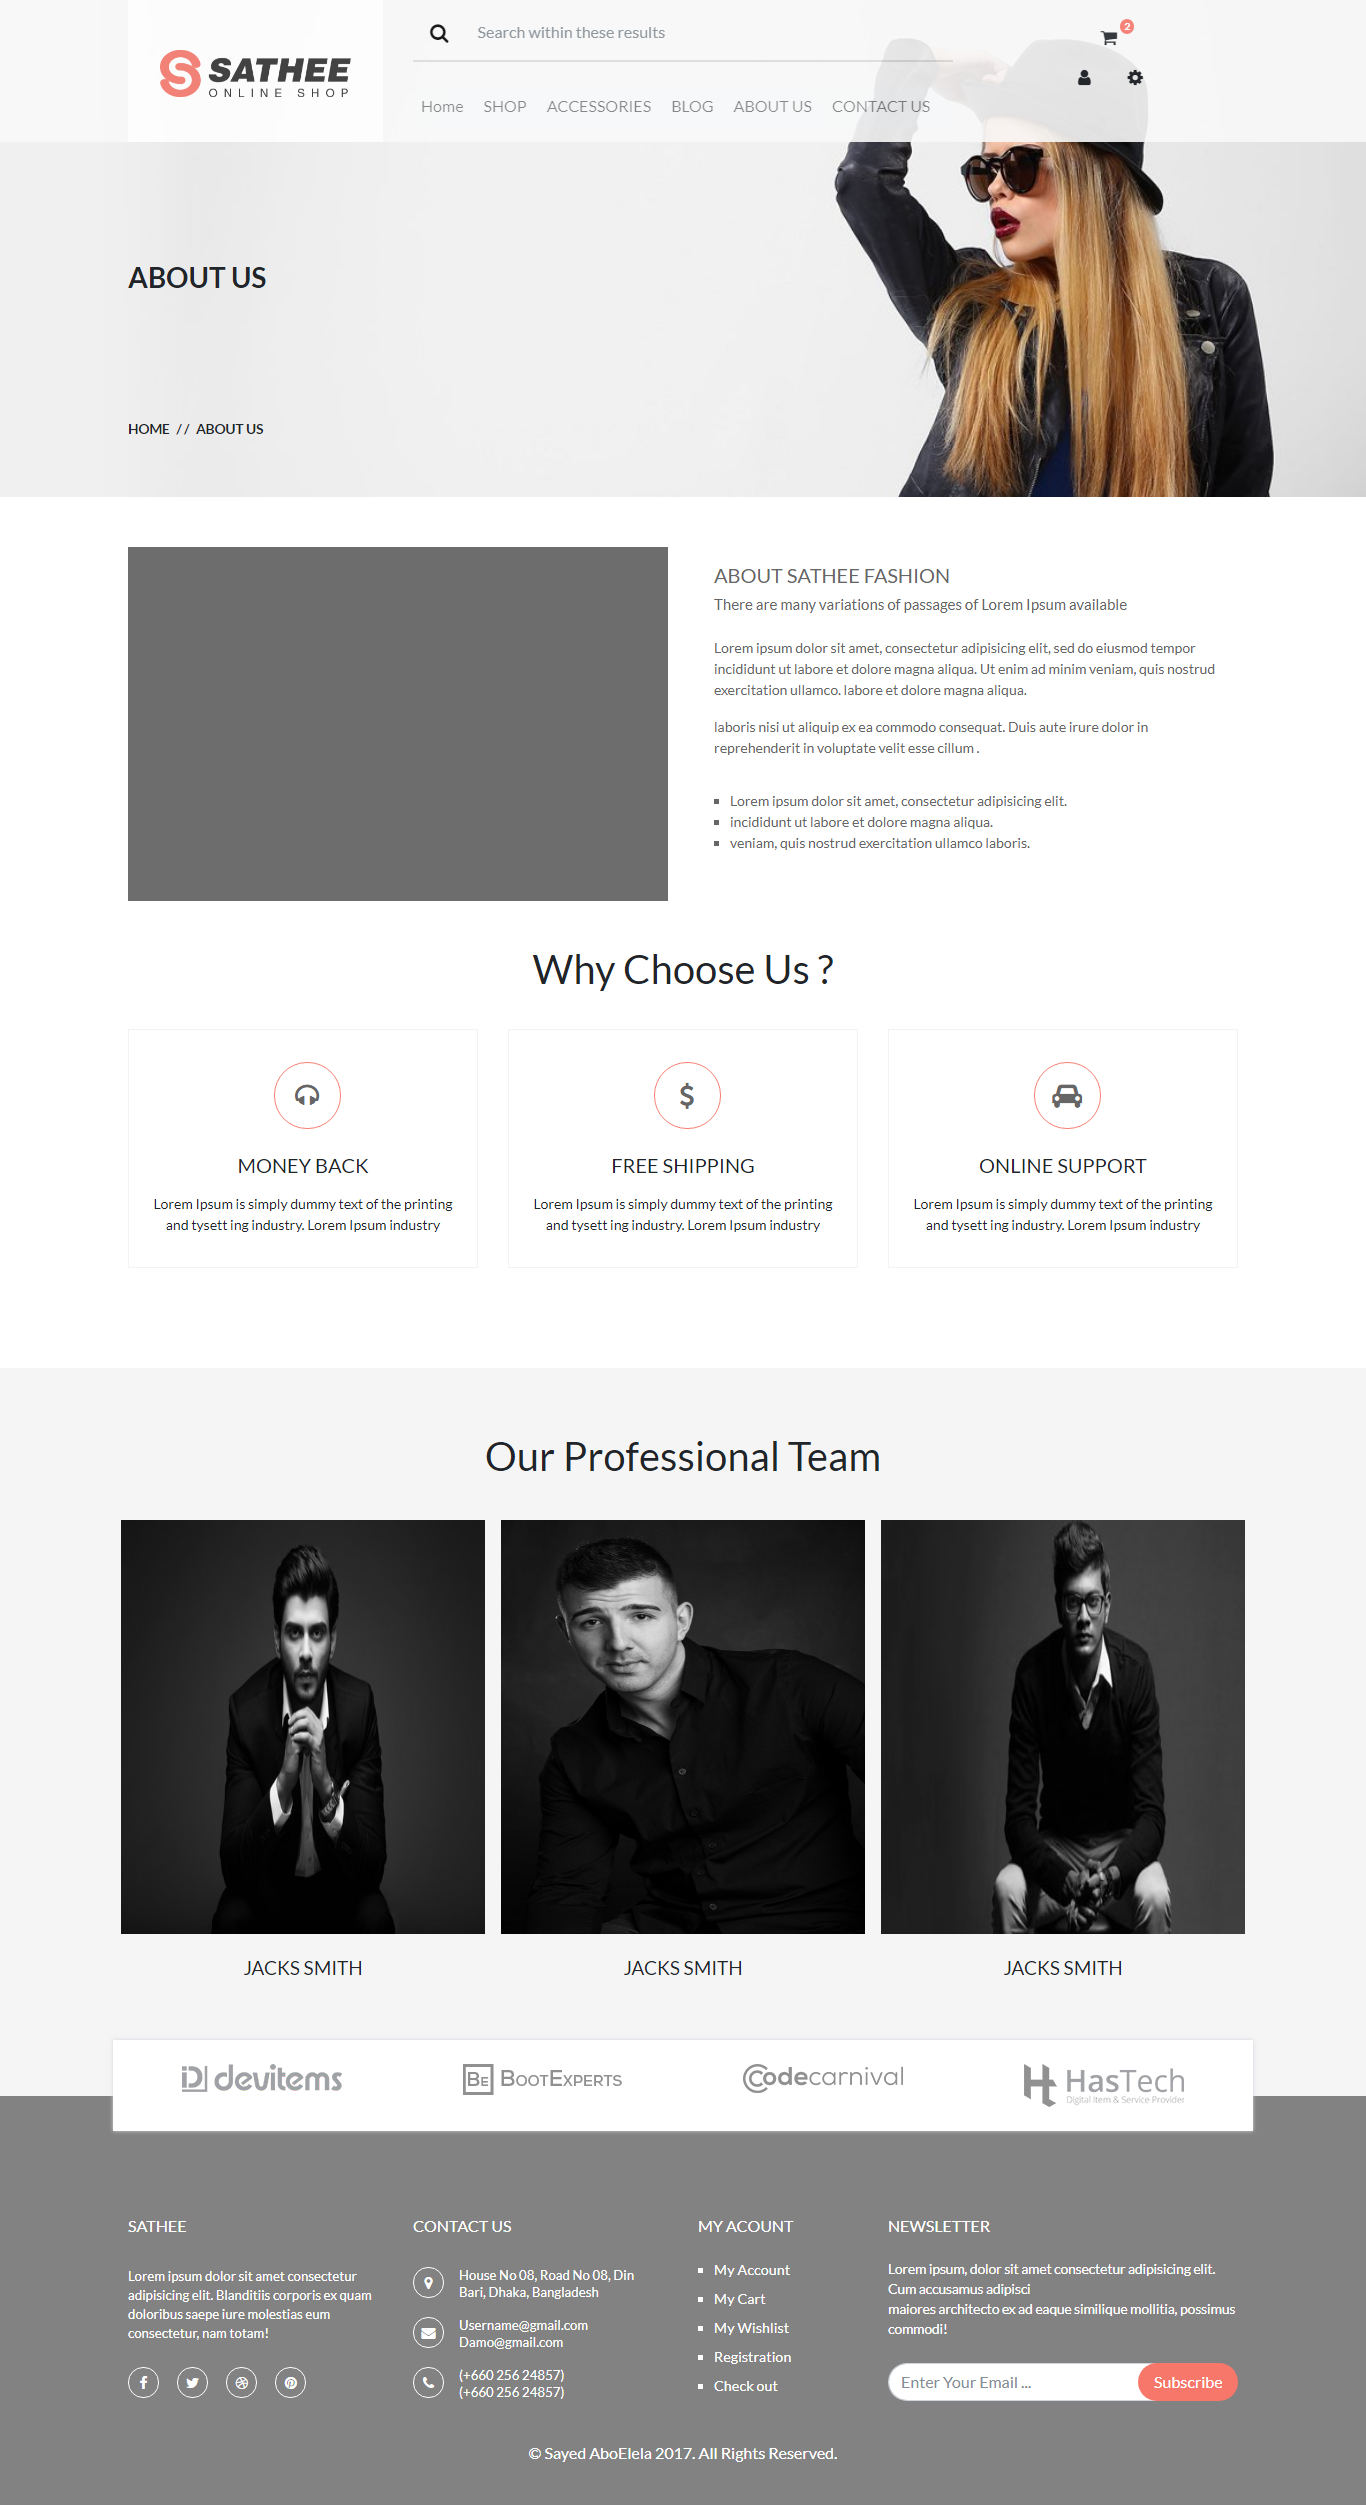 Search within these results
2
SATHEE
ONLINE SHOP
Home SHOP ACCESSORIES BLOG ABOUT US CONTACT US
ABOUT US
HOME // ABOUT US
ABOUT SATHEE FASHION
There are many variations of passages of Lorem Ipsum available
Lorem ipsum dolor sit amet, consectetur adipisicing elit, sed do eiusmod tempor
incididunt ut labore et dolore magna aliqua. Ut enim ad minim veniam, quis nostrud
exercitation ullamco. labore et dolore magna aliqua.
laboris nisi ut aliquip ex ea commodo consequat. Duis aute irure dolor in
reprehenderit in voluptate velit esse cillum .
Lorem ipsum dolor sit amet, consectetur adipisicing elit.
incididunt ut labore et dolore magna aliqua.
veniam, quis nostrud exercitation ullamco laboris.
Why Choose Us ?
MONEY BACK
Lorem Ipsum is simply dummy text of the printing
and tysett ing industry. Lorem Ipsum industry
FREE SHIPPING
Lorem Ipsum is simply dummy text of the printing
and tysett ing industry. Lorem Ipsum industry
ONLINE SUPPORT
Lorem Ipsum is simply dummy text of the printing
and tysett ing industry. Lorem Ipsum industry
Our Professional Team
JACKS SMITH
JACKS SMITH
JACKS SMITH
devitems
BE BOOTEXPERTS
Codecarnival
HasTech
Digital Item & Service Provider
SATHEE
Lorem ipsum dolor sit amet consectetur
adipisicing elit. Blanditiis corporis ex quam
doloribus saepe iure molestias eum
consectetur, nam totam!
CONTACT US
House No 08, Road No 08, Din
Bari, Dhaka, Bangladesh
Username@gmail.com
Damo@gmail.com
(+660 256 24857)
(+660 256 24857)
MY ACOUNT
My Account
My Cart
My Wishlist
Registration
Check out
NEWSLETTER
Lorem ipsum, dolor sit amet consectetur adipisicing elit.
Cum accusamus adipisci
maiores architecto ex ad eaque similique mollitia, possimus
commodi!
Enter Your Email ... Subscribe
© Sayed AboElela 2017. All Rights Reserved.